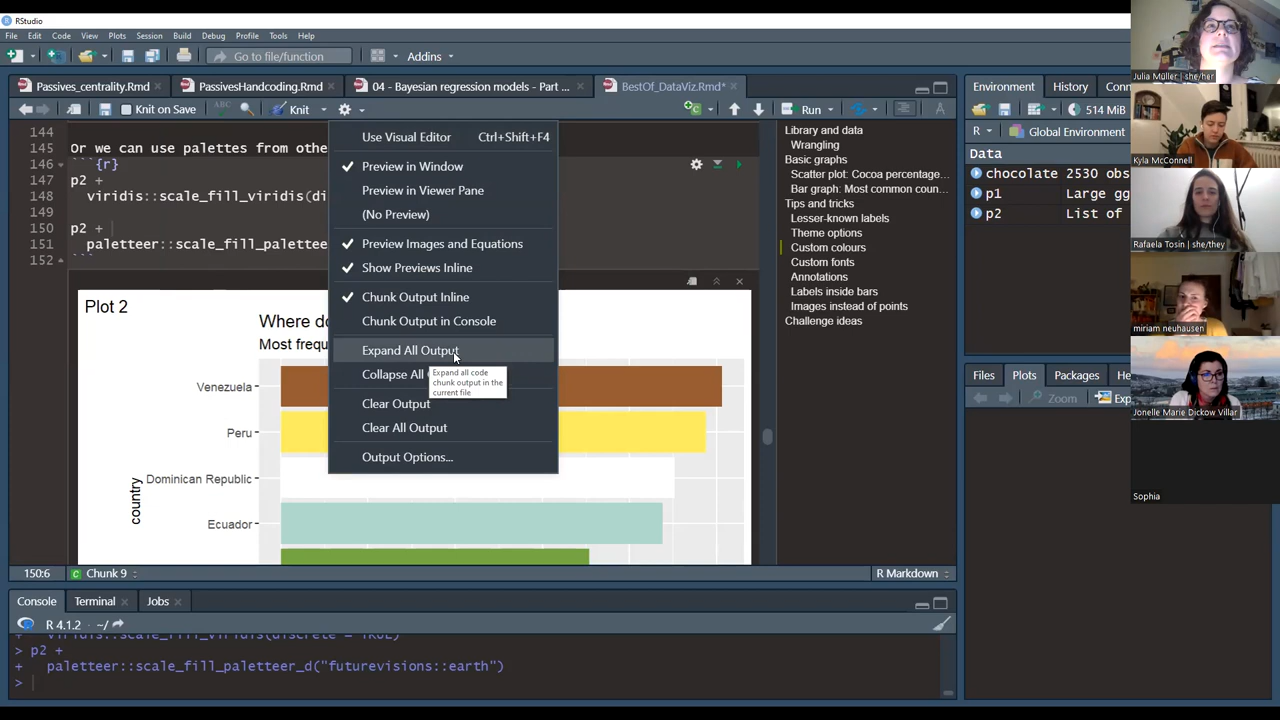 RStudio
File Edit Code View Plots Session Build Debug Profile Tools Help
Go to file/function
Addins
Passives_centrality.Rmd
PassivesHandcoding.Rmd
04 - Bayesian regression models - Part ...
BestOf_DataViz.Rmd*
Knit on Save
Knit
Run
144
145 Or we can use palettes from othe
146 ```{r}
147 p2 +
148 viridis::scale_fill_viridis(di
149
150 p2 +
151 paletteer::scale_fill_palettee
152 ```
Use Visual Editor Ctrl+Shift+F4
Preview in Window
Preview in Viewer Pane
(No Preview)
Preview Images and Equations
Show Previews Inline
Chunk Output Inline
Chunk Output in Console
Expand All Output
Collapse All
Clear Output
Clear All Output
Output Options...
Expand all code
chunk output in the
current file
Plot 2
Where do
Most frequ
Venezuela
Peru
Dominican Republic
Ecuador
country
Library and data
Wrangling
Basic graphs
Scatter plot: Cocoa percentage...
Bar graph: Most common coun...
Tips and tricks
Lesser-known labels
Theme options
Custom colours
Custom fonts
Annotations
Labels inside bars
Images instead of points
Challenge ideas
150:6 Chunk 9 R Markdown
Console Terminal Jobs
R 4.1.2 · ~/
+ viridis::scale_fill_viridis(discrete = TRUE)
> p2 +
+ paletteer::scale_fill_paletteer_d("futurevisions::earth")
>
Environment History Con
514 MiB
R Global Environment
Data
chocolate 2530 obs
p1 Large gg
p2 List of
Files Plots Packages
Zoom Exp
Julia Müller | she/her
Kyla McConnell
Rafaela Tosin | she/they
miriam neuhausen
Jonelle Marie Dickow Villar
Sophia